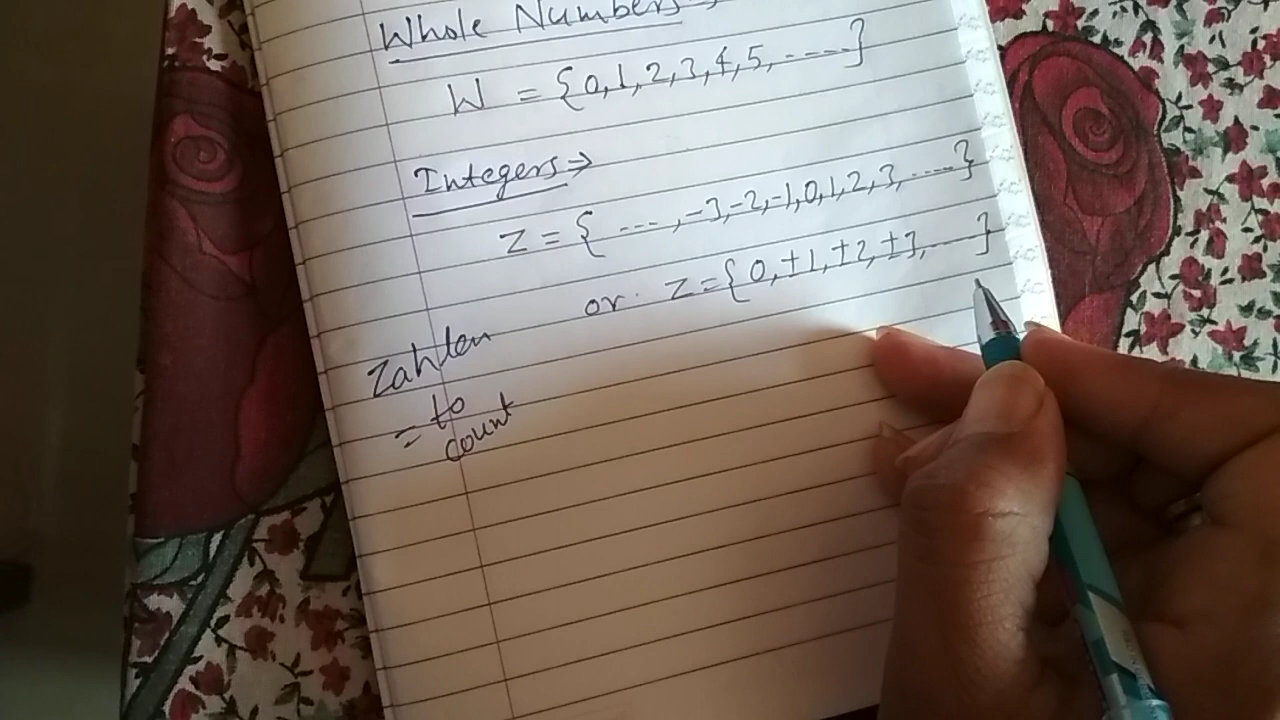 Whole Numbers →
W = {0,1,2,3,4,5,-----}
Integers ⇒
Z = { ----,-3,-2,-1,0,1,2,3,.....}
or. Z = {0,±1,±2,±3,....}
Zahlen
= to
count